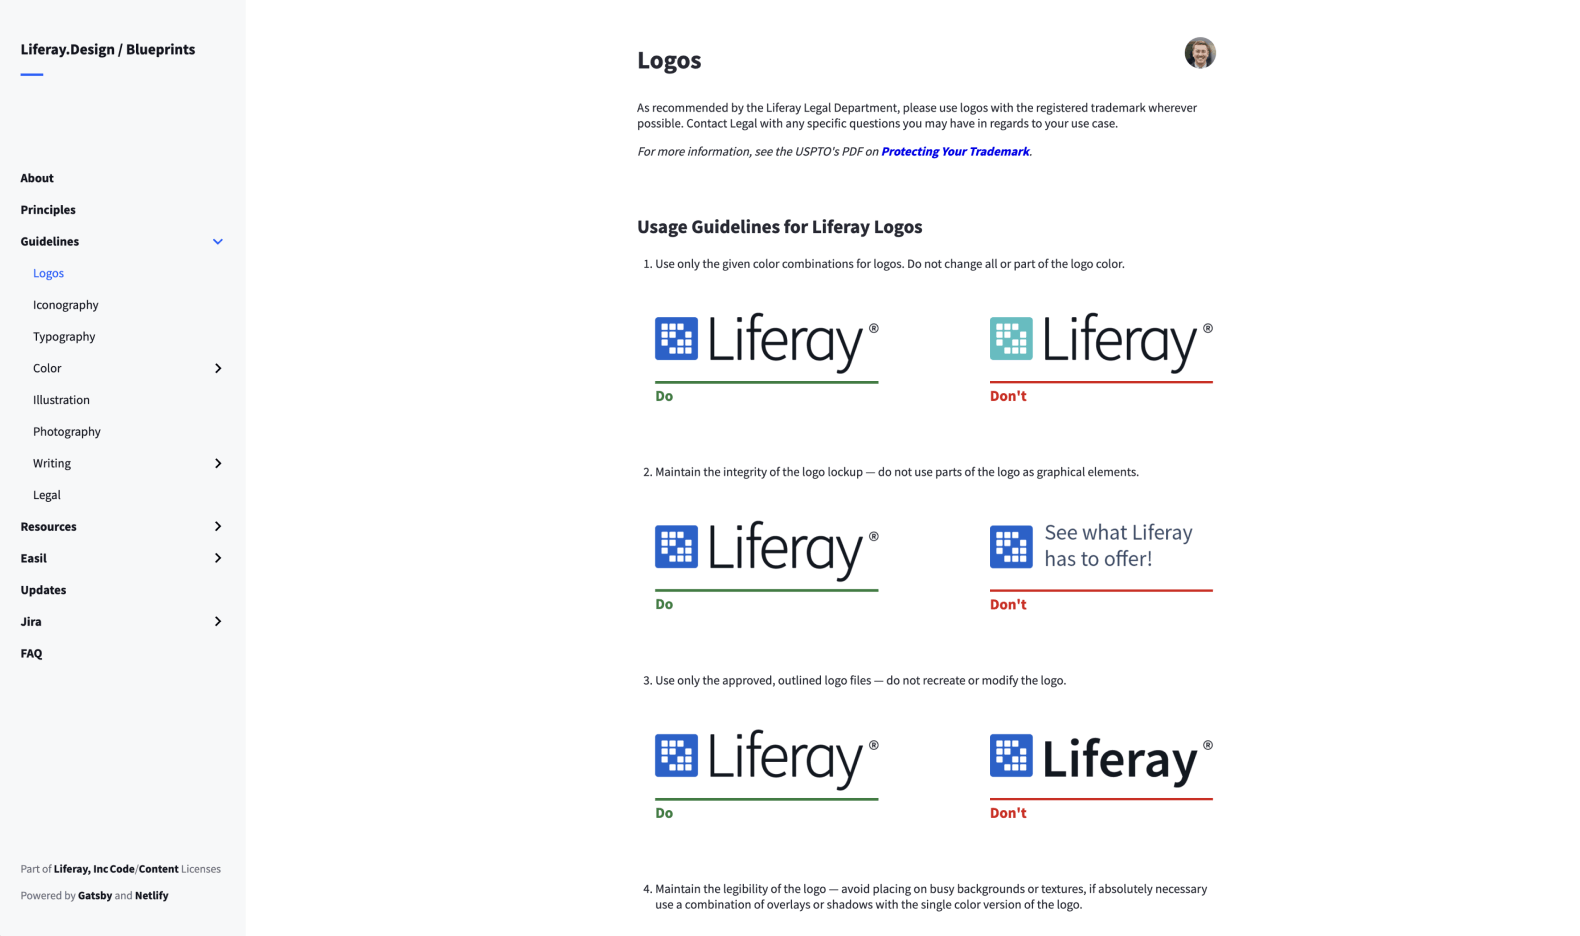 Liferay.Design / Blueprints
About
Principles
Guidelines
Logos
Iconography
Typography
Color
Illustration
Photography
Writing
Legal
Resources
Easil
Updates
Jira
FAQ
Part of Liferay, Inc Code/Content Licenses
Powered by Gatsby and Netlify
Logos
As recommended by the Liferay Legal Department, please use logos with the registered trademark wherever
possible. Contact Legal with any specific questions you may have in regards to your use case.
For more information, see the USPTO's PDF on Protecting Your Trademark.
Usage Guidelines for Liferay Logos
1. Use only the given color combinations for logos. Do not change all or part of the logo color.
Liferay®
Do
Liferay®
Don't
2. Maintain the integrity of the logo lockup — do not use parts of the logo as graphical elements.
Liferay®
Do
See what Liferay
has to offer!
Don't
3. Use only the approved, outlined logo files — do not recreate or modify the logo.
Liferay®
Do
Liferay®
Don't
4. Maintain the legibility of the logo — avoid placing on busy backgrounds or textures, if absolutely necessary
use a combination of overlays or shadows with the single color version of the logo.